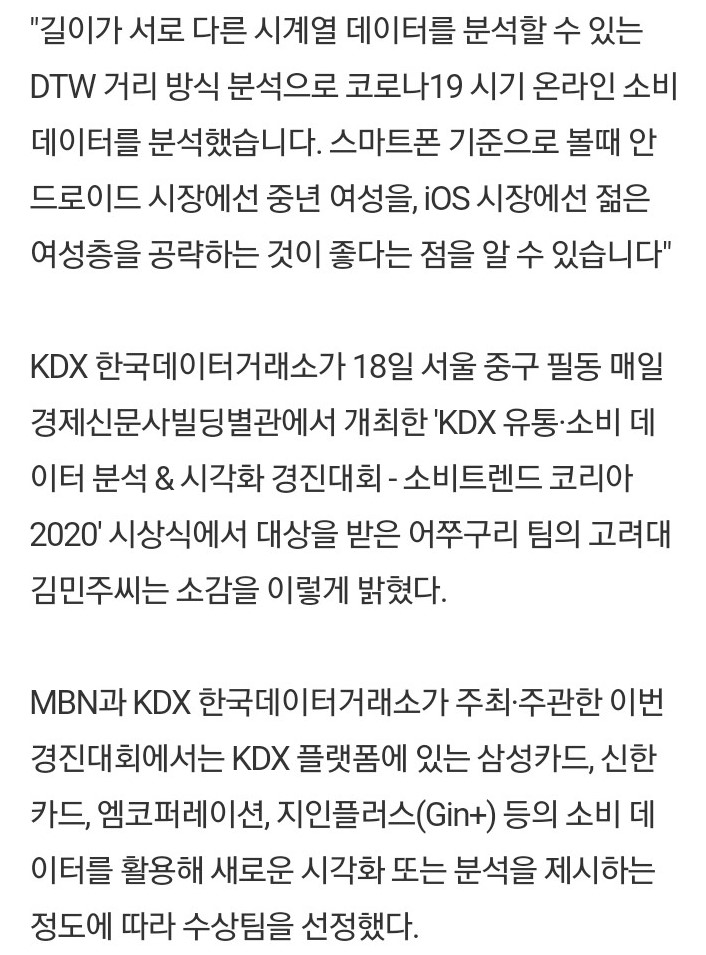 "길이가 서로 다른 시계열 데이터를 분석할 수 있는
DTW 거리 방식 분석으로 코로나19 시기 온라인 소비
데이터를 분석했습니다. 스마트폰 기준으로 볼때 안
드로이드 시장에선 중년 여성을, iOS 시장에선 젊은
여성층을 공략하는 것이 좋다는 점을 알 수 있습니다"
KDX 한국데이터거래소가 18일 서울 중구 필동 매일
경제신문사빌딩별관에서 개최한 'KDX 유통·소비 데
이터 분석 & 시각화 경진대회 - 소비트렌드 코리아
2020' 시상식에서 대상을 받은 어쭈구리 팀의 고려대
김민주씨는 소감을 이렇게 밝혔다.
MBN과 KDX 한국데이터거래소가 주최·주관한 이번
경진대회에서는 KDX 플랫폼에 있는 삼성카드, 신한
카드, 엠코퍼레이션, 지인플러스(Gin+) 등의 소비 데
이터를 활용해 새로운 시각화 또는 분석을 제시하는
정도에 따라 수상팀을 선정했다.